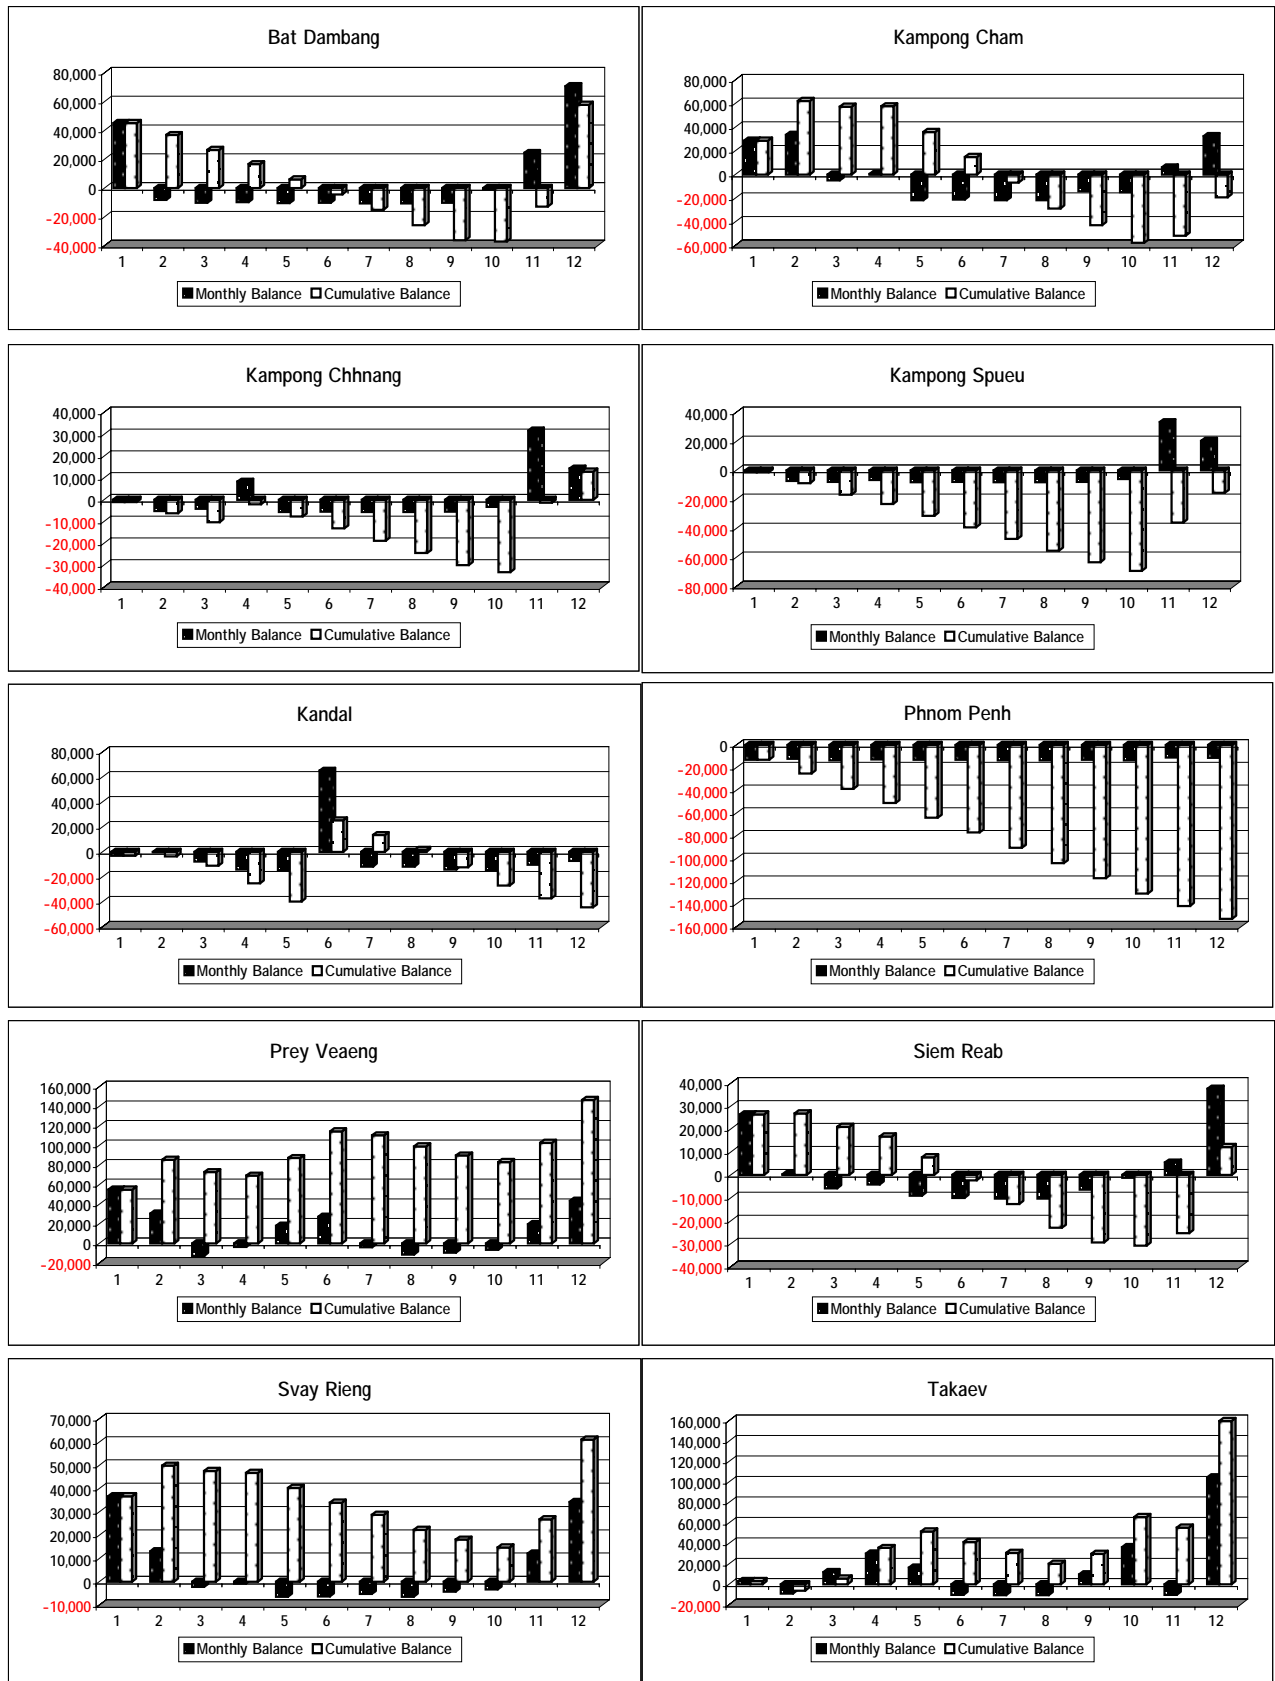 Bat Dambang
80,000
60,000
40,000
20,000
0
-20,000
-40,000
1 2 3 4 5 6 7 8 9 10 11 12
Monthly Balance Cumulative Balance
Kampong Cham
80,000
60,000
40,000
20,000
0
-20,000
-40,000
-60,000
1 2 3 4 5 6 7 8 9 10 11 12
Monthly Balance Cumulative Balance
Kampong Chhnang
40,000
30,000
20,000
10,000
0
-10,000
-20,000
-30,000
-40,000
1 2 3 4 5 6 7 8 9 10 11 12
Monthly Balance Cumulative Balance
Kampong Spueu
40,000
20,000
0
-20,000
-40,000
-60,000
-80,000
1 2 3 4 5 6 7 8 9 10 11 12
Monthly Balance Cumulative Balance
Kandal
80,000
60,000
40,000
20,000
0
-20,000
-40,000
-60,000
1 2 3 4 5 6 7 8 9 10 11 12
Monthly Balance Cumulative Balance
Phnom Penh
0
-20,000
-40,000
-60,000
-80,000
-100,000
-120,000
-140,000
-160,000
1 2 3 4 5 6 7 8 9 10 11 12
Monthly Balance Cumulative Balance
Prey Veaeng
160,000
140,000
120,000
100,000
80,000
60,000
40,000
20,000
0
-20,000
1 2 3 4 5 6 7 8 9 10 11 12
Monthly Balance Cumulative Balance
Siem Reab
40,000
30,000
20,000
10,000
0
-10,000
-20,000
-30,000
-40,000
1 2 3 4 5 6 7 8 9 10 11 12
Monthly Balance Cumulative Balance
Svay Rieng
70,000
60,000
50,000
40,000
30,000
20,000
10,000
0
-10,000
1 2 3 4 5 6 7 8 9 10 11 12
Monthly Balance Cumulative Balance
Takaev
160,000
140,000
120,000
100,000
80,000
60,000
40,000
20,000
0
-20,000
1 2 3 4 5 6 7 8 9 10 11 12
Monthly Balance Cumulative Balance